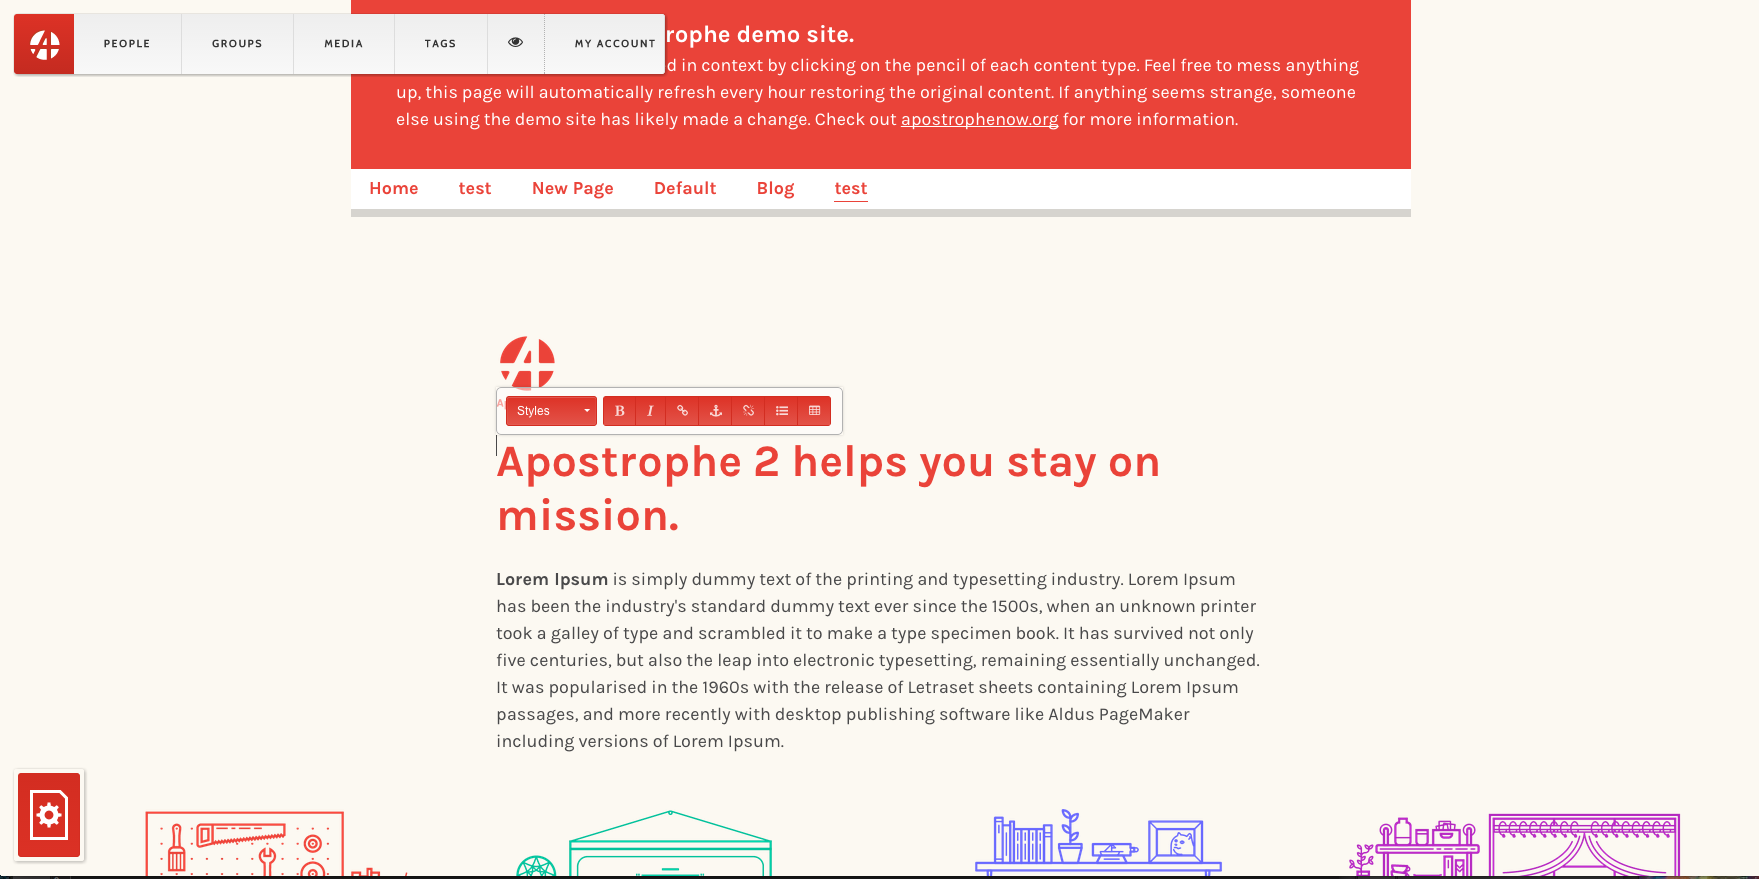 PEOPLE GROUPS MEDIA TAGS MY ACCOUNT
rophe demo site.
d in context by clicking on the pencil of each content type. Feel free to mess anything
up, this page will automatically refresh every hour restoring the original content. If anything seems strange, someone
else using the demo site has likely made a change. Check out apostrophenow.org for more information.
Home test New Page Default Blog test
Styles B I
Apostrophe 2 helps you stay on
mission.
Lorem Ipsum is simply dummy text of the printing and typesetting industry. Lorem Ipsum
has been the industry's standard dummy text ever since the 1500s, when an unknown printer
took a galley of type and scrambled it to make a type specimen book. It has survived not only
five centuries, but also the leap into electronic typesetting, remaining essentially unchanged.
It was popularised in the 1960s with the release of Letraset sheets containing Lorem Ipsum
passages, and more recently with desktop publishing software like Aldus PageMaker
including versions of Lorem Ipsum.